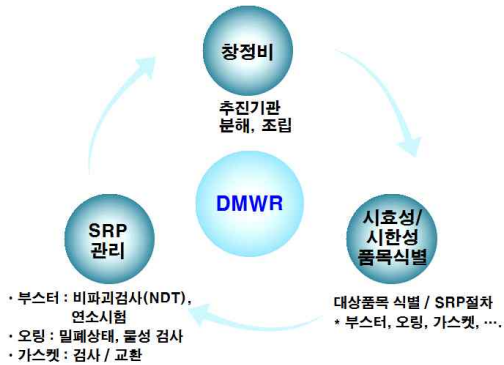 창정비
추진기관
분해, 조립
DMWR
시효성/
시한성
품목식별
대상품목 식별 / SRP절차
* 부스터, 오링, 가스켓, ….
SRP
관리
· 부스터 : 비파괴검사(NDT),
연소시험
· 오링 : 밀폐상태, 물성 검사
· 가스켓 : 검사 / 교환